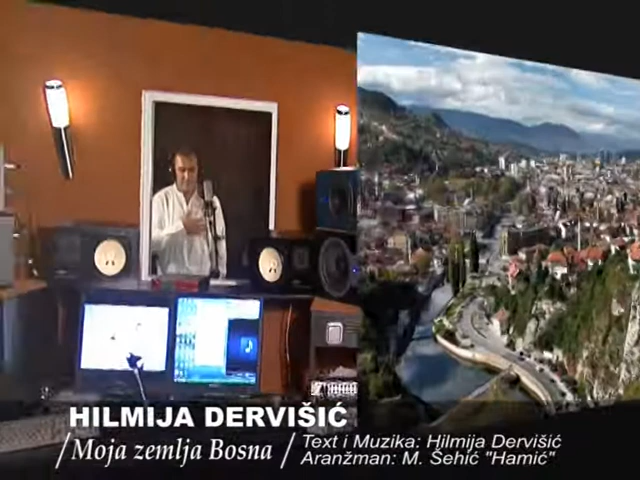 HILMIJA DERVIŠIĆ
/Moja zemlja Bosna/
Text i Muzika: Hilmija Dervišić
Aranžman: M. Šehić "Hamić"